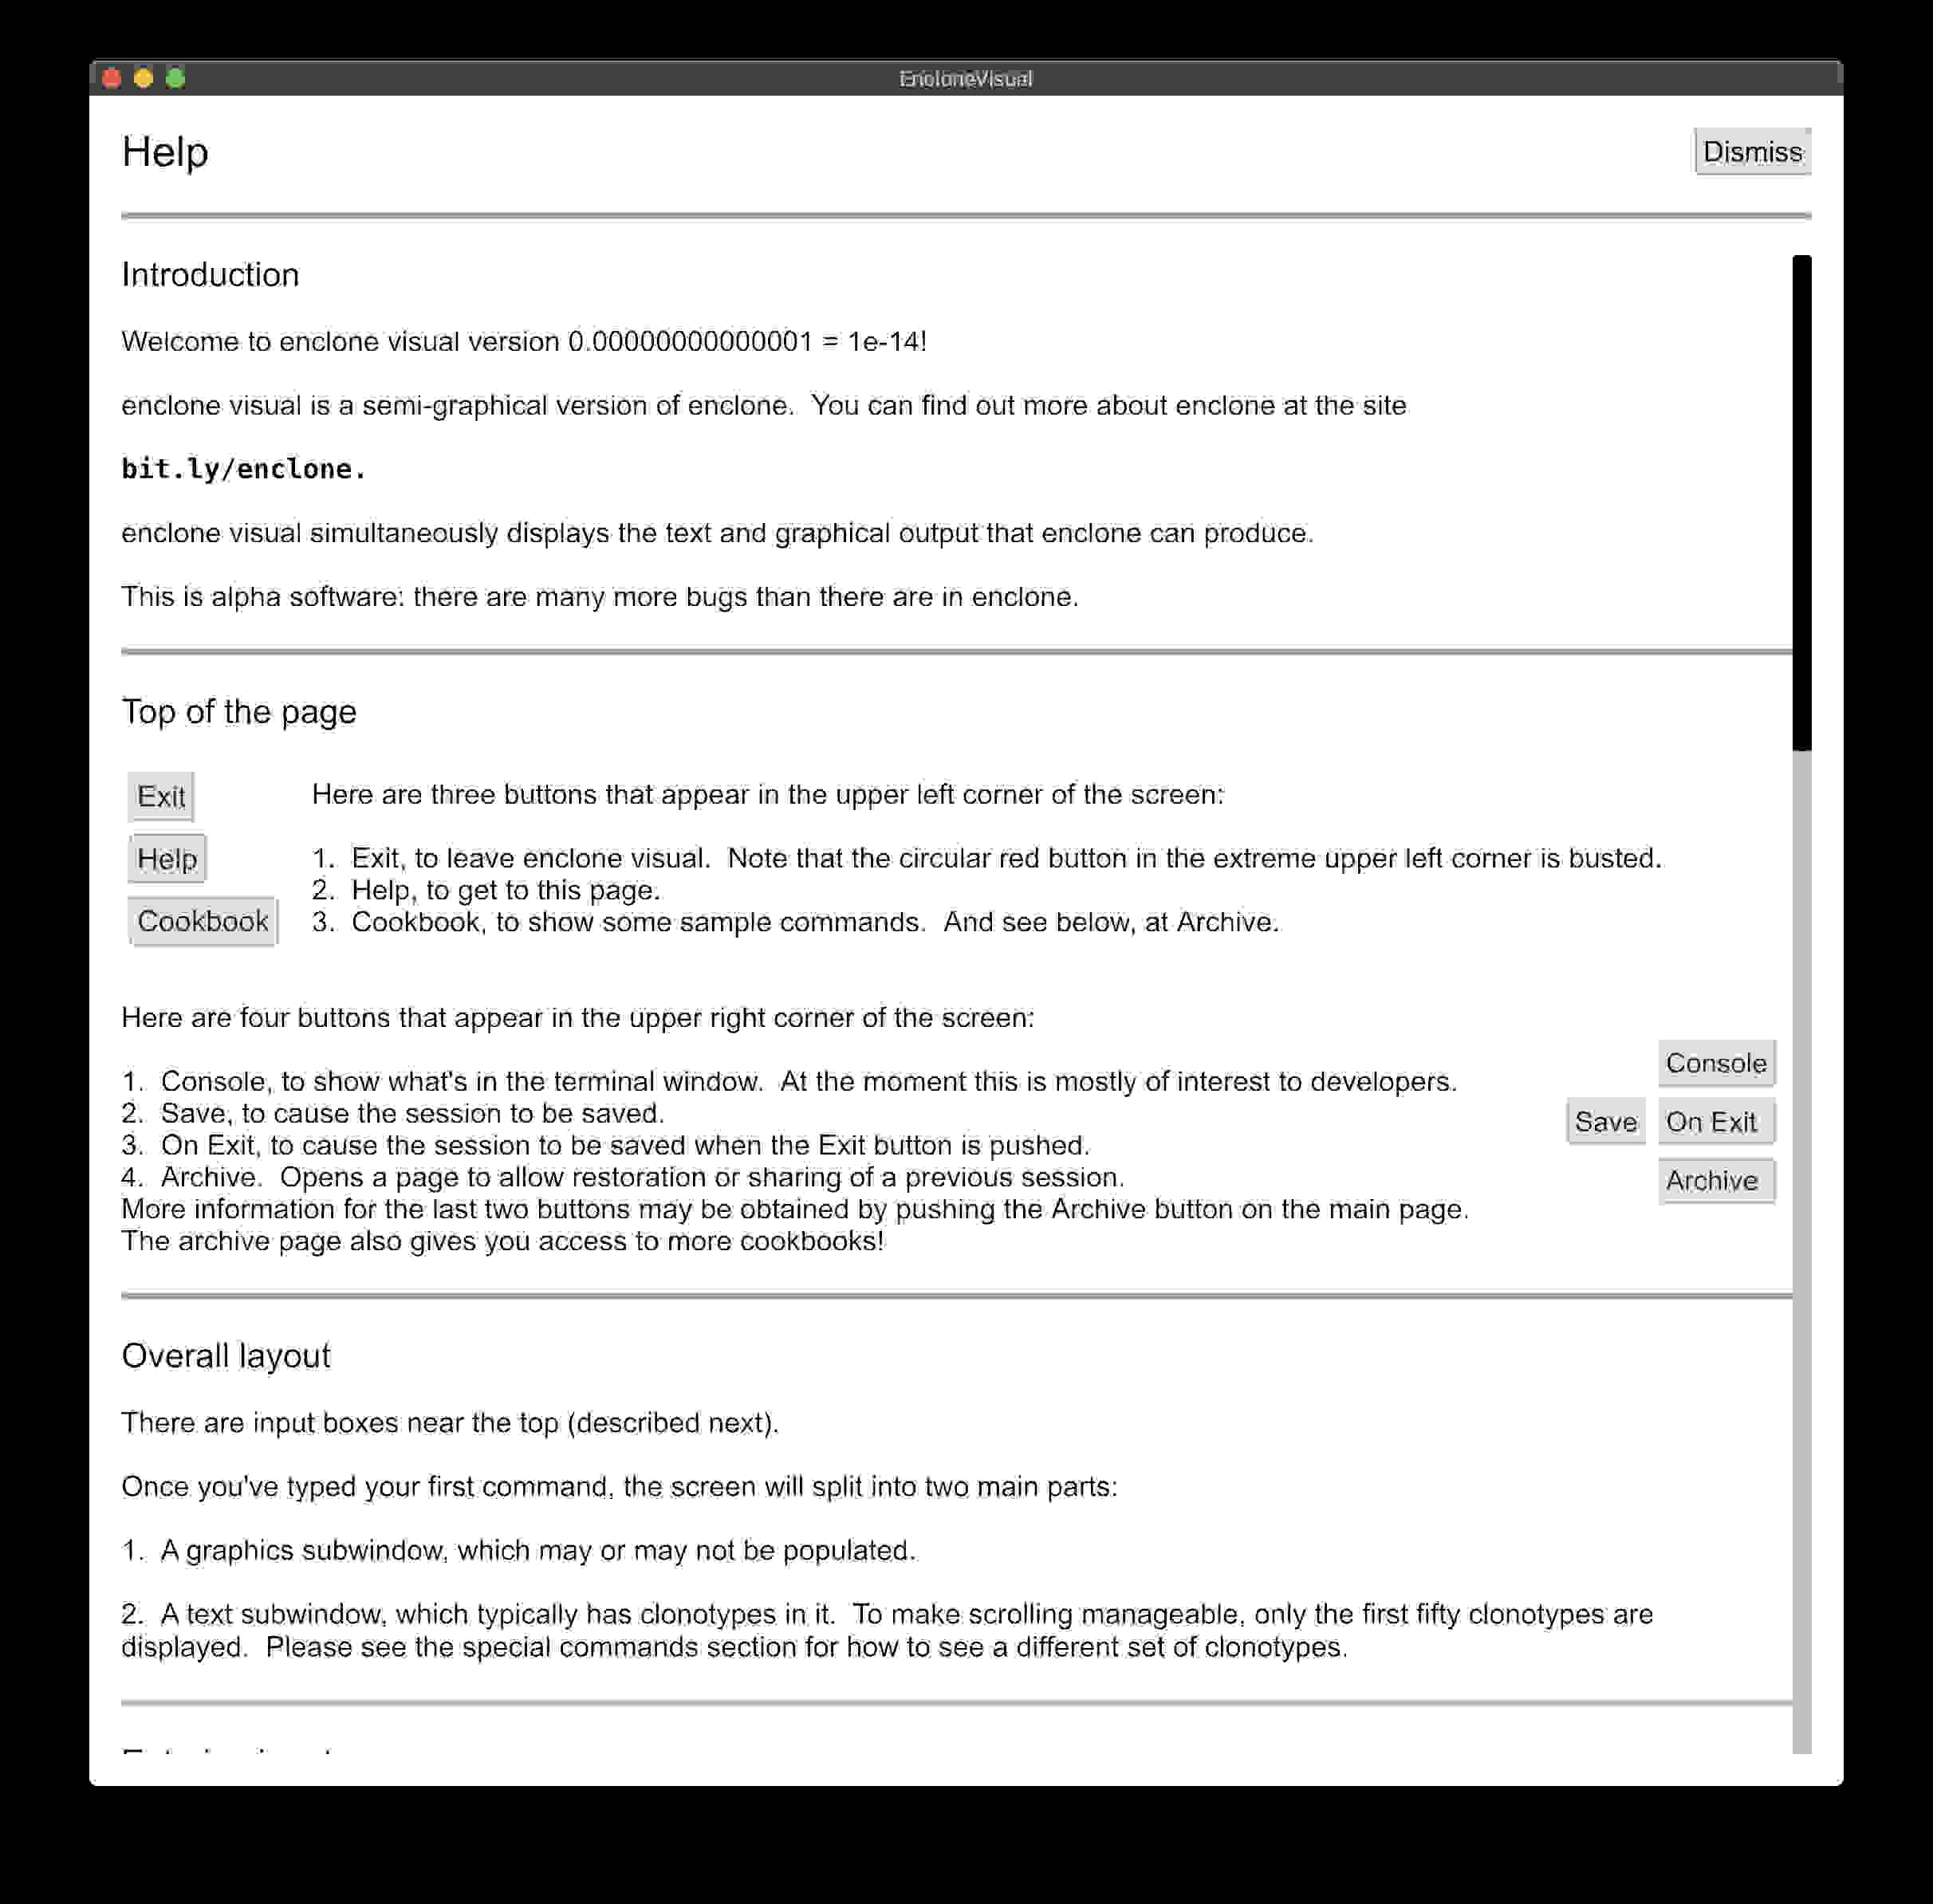 EncloneVisual
Help
Dismiss
Introduction
Welcome to enclone visual version 0.00000000000001 = 1e-14!
enclone visual is a semi-graphical version of enclone.  You can find out more about enclone at the site
bit.ly/enclone.
enclone visual simultaneously displays the text and graphical output that enclone can produce.
This is alpha software: there are many more bugs than there are in enclone.
Top of the page
Exit
Help
Cookbook
Here are three buttons that appear in the upper left corner of the screen:
1.  Exit, to leave enclone visual.  Note that the circular red button in the extreme upper left corner is busted.
2.  Help, to get to this page.
3.  Cookbook, to show some sample commands.  And see below, at Archive.
Here are four buttons that appear in the upper right corner of the screen:
1.  Console, to show what's in the terminal window.  At the moment this is mostly of interest to developers.
2.  Save, to cause the session to be saved.
3.  On Exit, to cause the session to be saved when the Exit button is pushed.
4.  Archive.  Opens a page to allow restoration or sharing of a previous session.
More information for the last two buttons may be obtained by pushing the Archive button on the main page.
The archive page also gives you access to more cookbooks!
Console
Save
On Exit
Archive
Overall layout
There are input boxes near the top (described next).
Once you've typed your first command, the screen will split into two main parts:
1.  A graphics subwindow, which may or may not be populated.
2.  A text subwindow, which typically has clonotypes in it.  To make scrolling manageable, only the first fifty clonotypes are
displayed.  Please see the special commands section for how to see a different set of clonotypes.